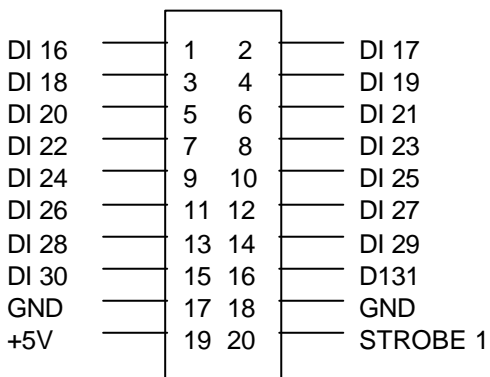 DI 16 1 2 DI 17
DI 18 3 4 DI 19
DI 20 5 6 DI 21
DI 22 7 8 DI 23
DI 24 9 10 DI 25
DI 26 11 12 DI 27
DI 28 13 14 DI 29
DI 30 15 16 D131
GND 17 18 GND
+5V 19 20 STROBE 1